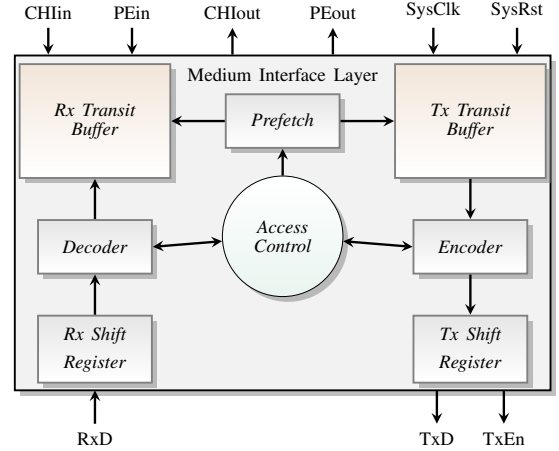 CHIin PEin CHIout PEout SysClk SysRst
Medium Interface Layer
Rx Transit
Buffer
Prefetch
Tx Transit
Buffer
Decoder
Access
Control
Encoder
Rx Shift
Register
Tx Shift
Register
RxD TxD TxEn